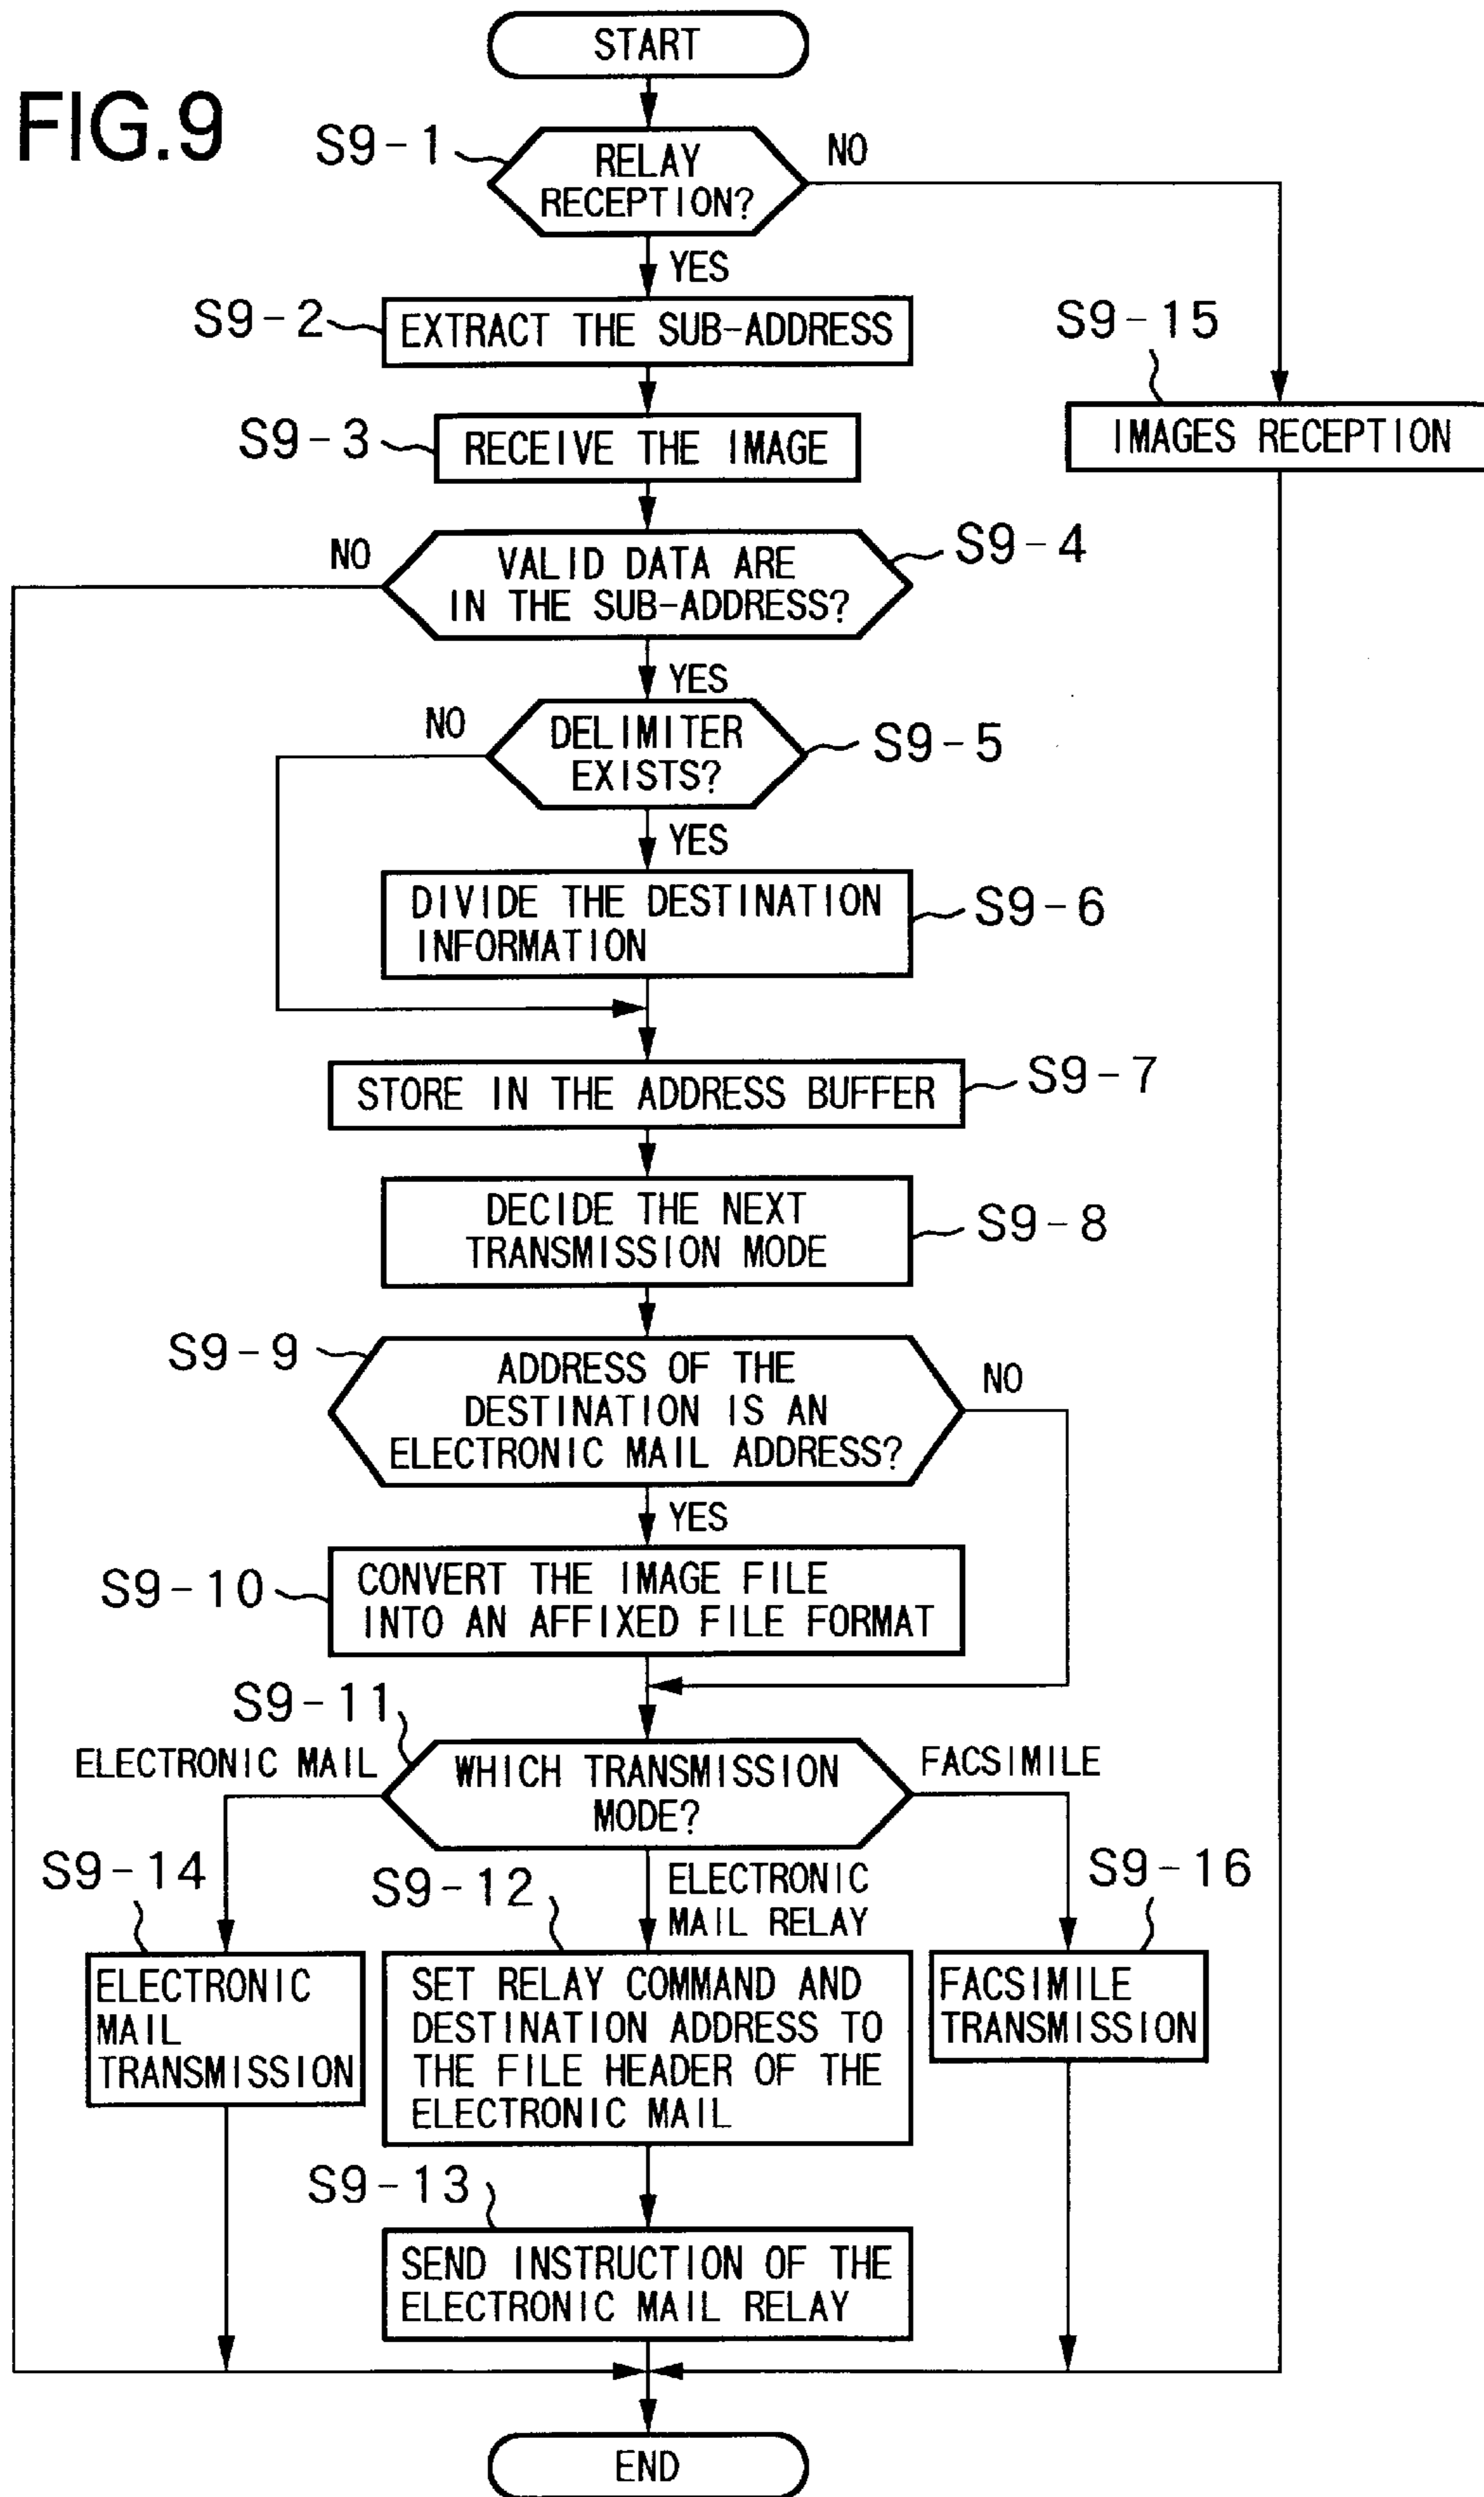 START
FIG.9
S9-1
RELAY
RECEPTION?
NO
YES
S9-2
EXTRACT THE SUB-ADDRESS
S9-15
S9-3
RECEIVE THE IMAGE
IMAGES RECEPTION
NO
VALID DATA ARE
IN THE SUB-ADDRESS?
S9-4
YES
NO
DELIMITER
EXISTS?
S9-5
YES
DIVIDE THE DESTINATION
INFORMATION
S9-6
STORE IN THE ADDRESS BUFFER
S9-7
DECIDE THE NEXT
TRANSMISSION MODE
S9-8
S9-9
ADDRESS OF THE
DESTINATION IS AN
ELECTRONIC MAIL ADDRESS?
NO
YES
S9-10
CONVERT THE IMAGE FILE
INTO AN AFFIXED FILE FORMAT
S9-11
ELECTRONIC MAIL
WHICH TRANSMISSION
MODE?
FACSIMILE
S9-14
S9-12
ELECTRONIC
MAIL RELAY
S9-16
ELECTRONIC
MAIL
TRANSMISSION
SET RELAY COMMAND AND
DESTINATION ADDRESS TO
THE FILE HEADER OF THE
ELECTRONIC MAIL
FACSIMILE
TRANSMISSION
S9-13
SEND INSTRUCTION OF THE
ELECTRONIC MAIL RELAY
END